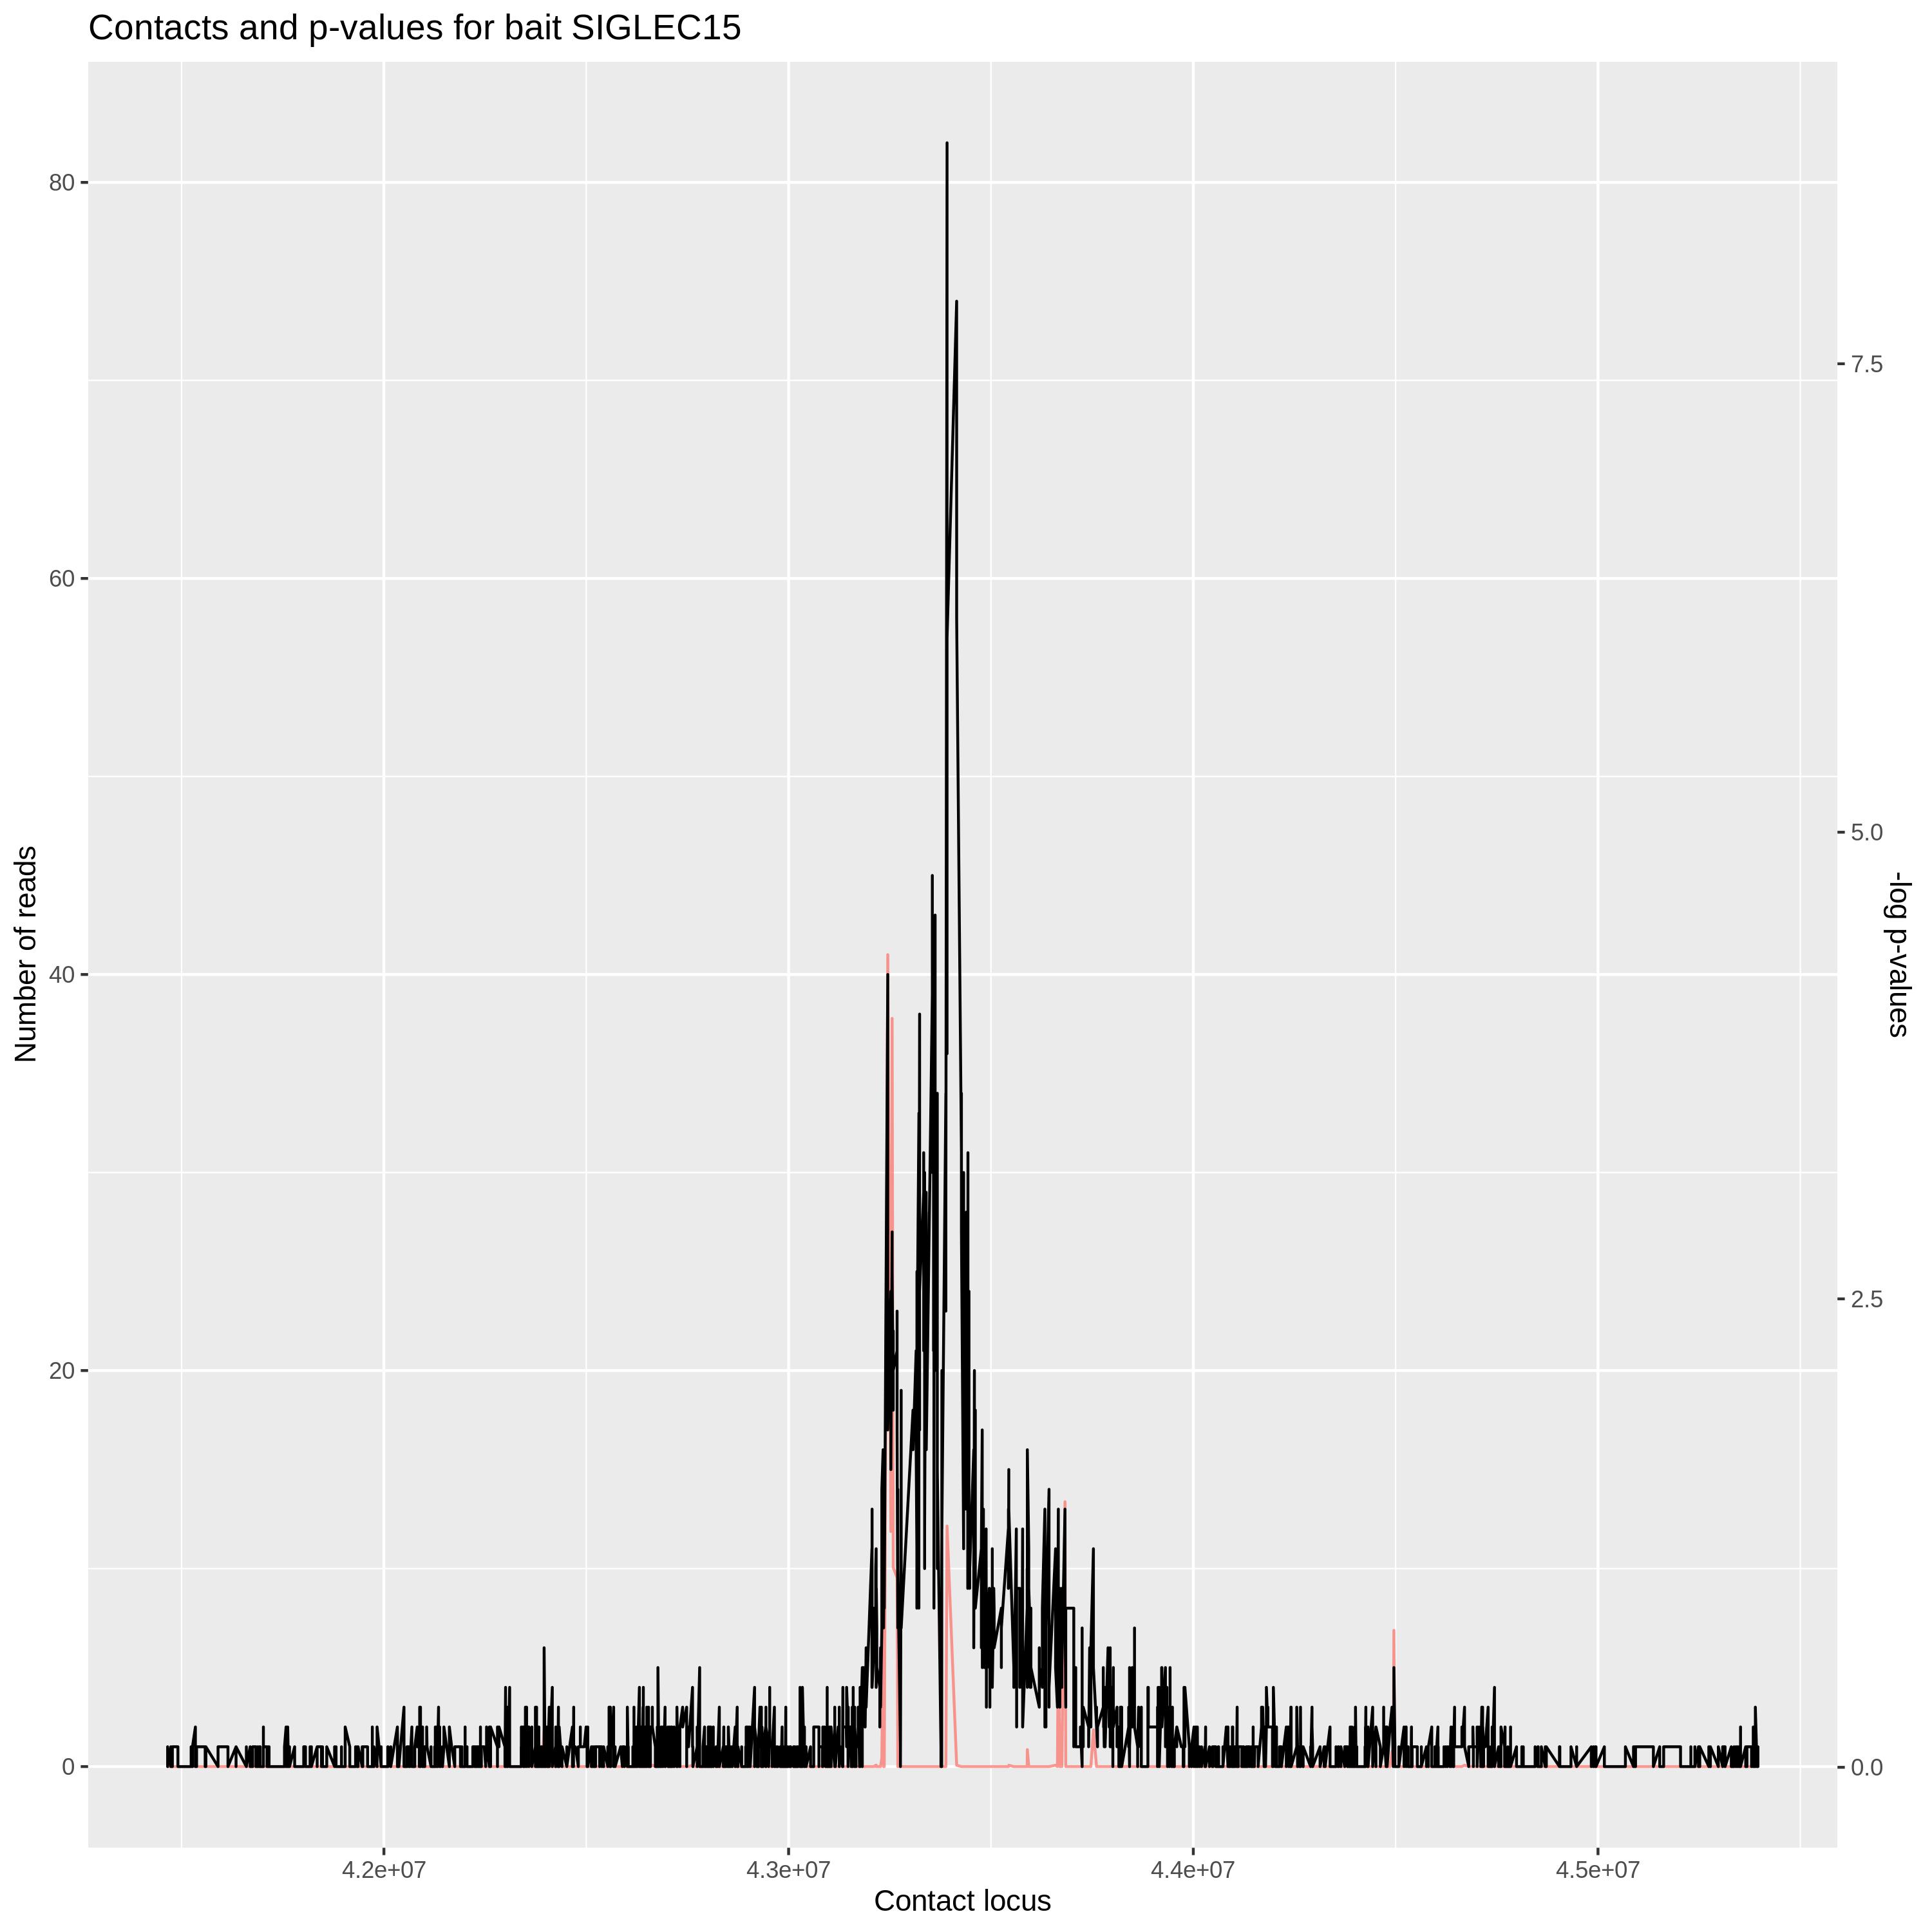 Contacts and p-values for bait SIGLEC15
80
60
40
20
0
Number of reads
7.5
5.0
2.5
0.0
-log p-values
4.2e+07
4.3e+07
4.4e+07
4.5e+07
Contact locus